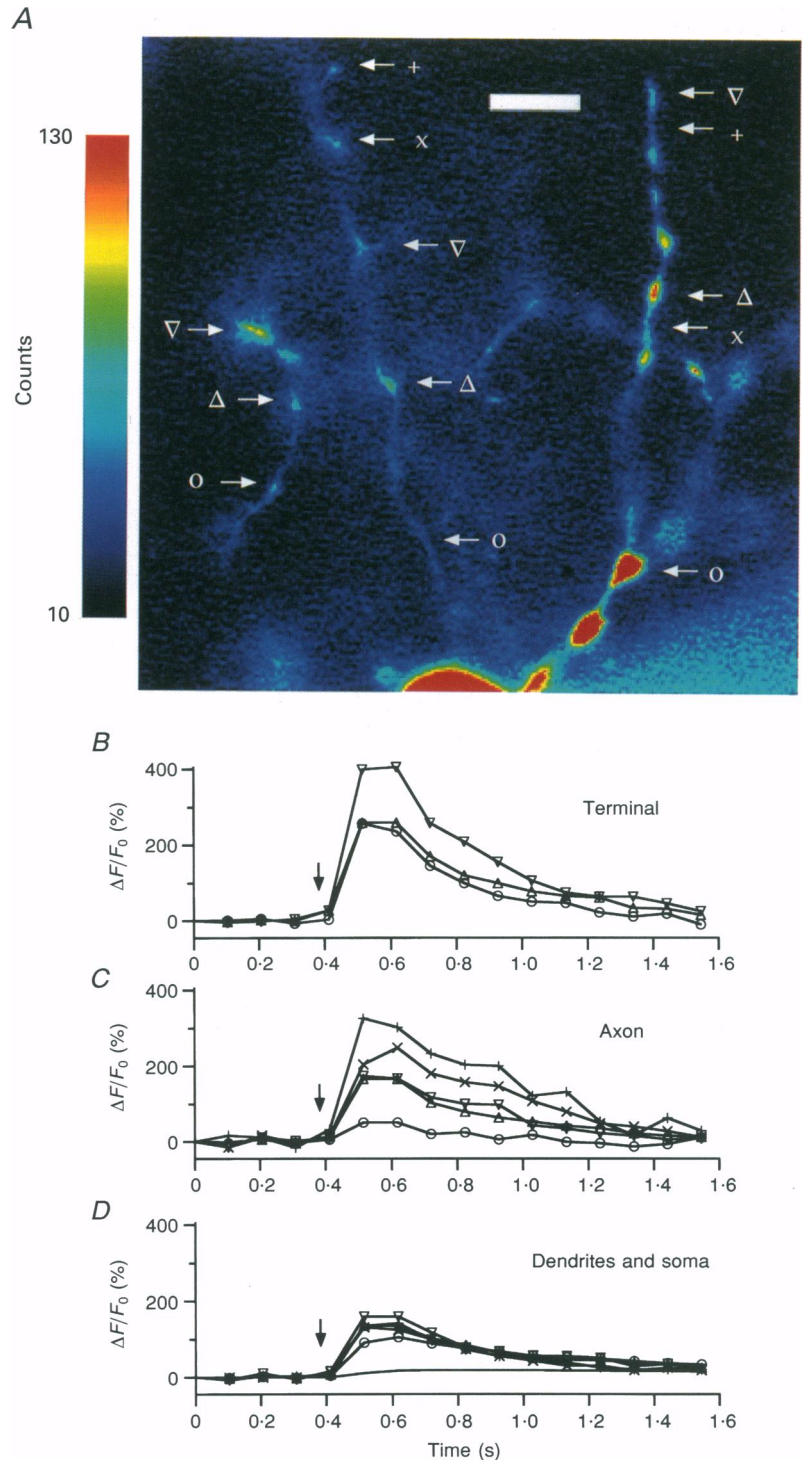 A
130
Counts
10
+
x
∇
Δ
o
∇
Δ
o
∇
+
Δ
x
o
B
400
200
0
ΔF/F₀ (%)
Terminal
0 0·2 0·4 0·6 0·8 1·0 1·2 1·4 1·6
C
400
200
0
ΔF/F₀ (%)
Axon
0 0·2 0·4 0·6 0·8 1·0 1·2 1·4 1·6
D
400
200
0
ΔF/F₀ (%)
Dendrites and soma
0 0·2 0·4 0·6 0·8 1·0 1·2 1·4 1·6
Time (s)